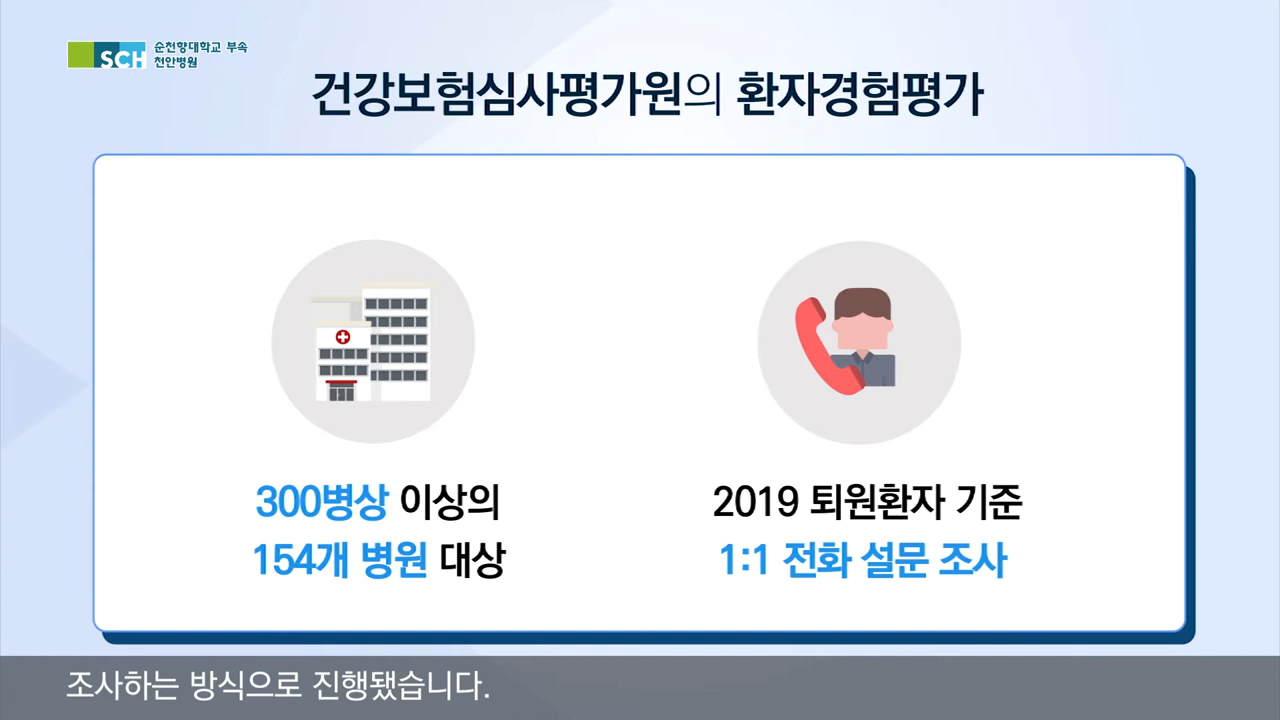 SCH
순천향대학교 부속
천안병원
건강보험심사평가원의 환자경험평가
300병상 이상의
154개 병원 대상
2019 퇴원환자 기준
1:1 전화 설문 조사
조사하는 방식으로 진행됐습니다.